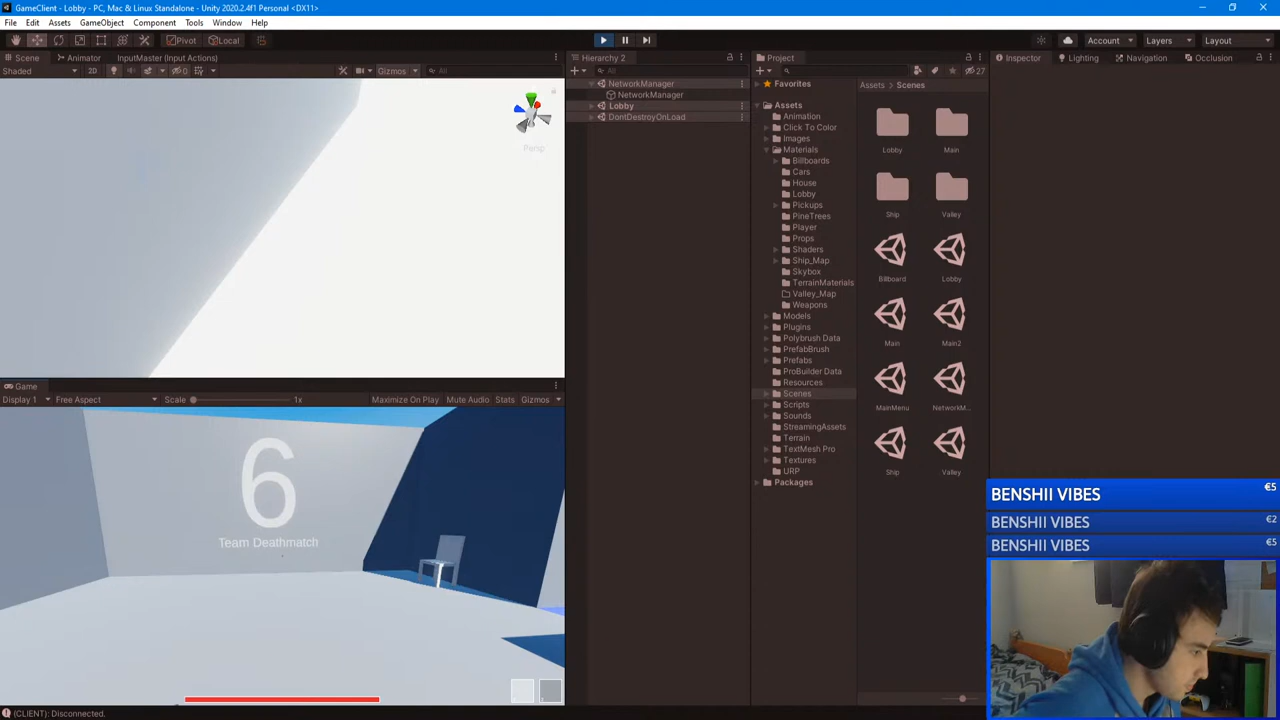 GameClient - Lobby - PC, Mac & Linux Standalone - Unity 2020.2.4f1 Personal <DX11>
File Edit Assets GameObject Component Tools Window Help
Pivot Local
Account Layers Layout
Scene Animator InputMaster (Input Actions)
Shaded 2D 0 Gizmos All
Persp
Hierarchy 2
All
NetworkManager
NetworkManager
Lobby
DontDestroyOnLoad
Project
27
Favorites
Assets
Animation
Click To Color
Images
Materials
Billboards
Cars
House
Lobby
Pickups
PineTrees
Player
Props
Shaders
Ship_Map
Skybox
TerrainMaterials
Valley_Map
Weapons
Models
Plugins
Polybrush Data
PrefabBrush
Prefabs
ProBuilder Data
Resources
Scenes
Scripts
Sounds
StreamingAssets
Terrain
TextMesh Pro
Textures
URP
Packages
Assets Scenes
Lobby Main
Ship Valley
Billboard Lobby
Main Main2
MainMenu NetworkM...
Ship Valley
Inspector Lighting Navigation Occlusion
Game
Display 1 Free Aspect Scale 1x Maximize On Play Mute Audio Stats Gizmos
6
Team Deathmatch
(CLIENT): Disconnected.
BENSHII VIBES €5
BENSHII VIBES €2
BENSHII VIBES €5